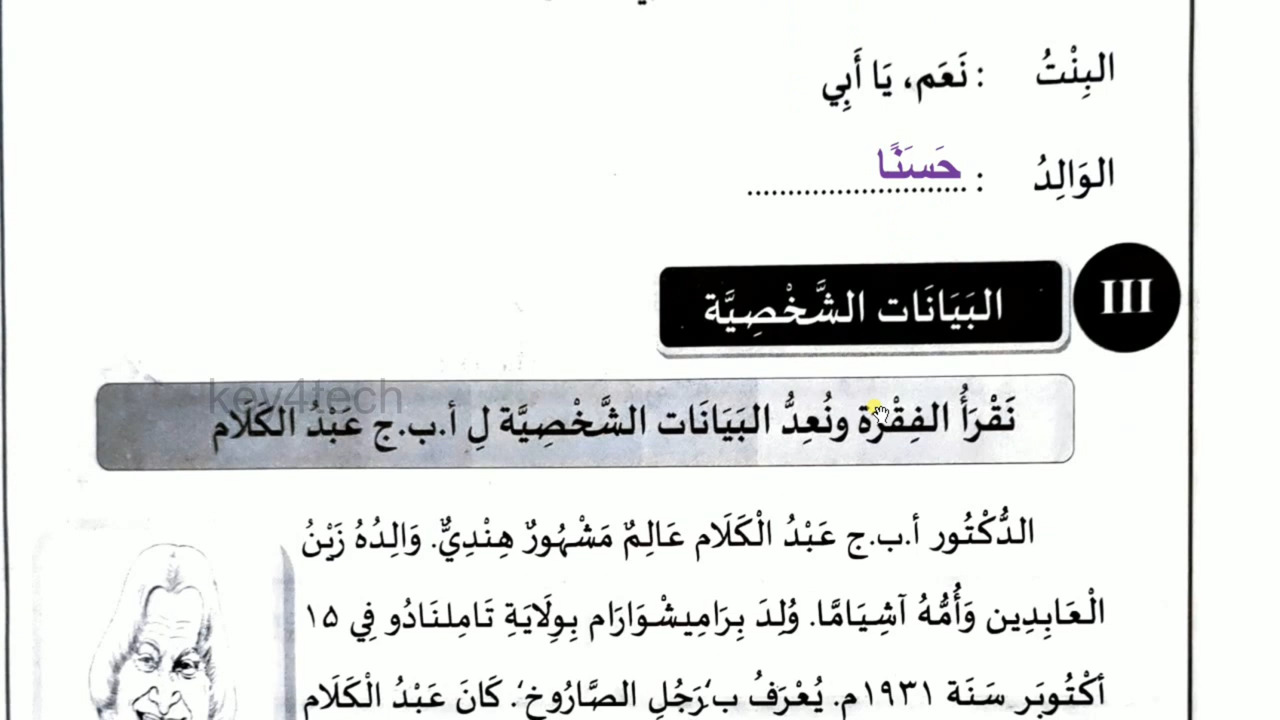 البِنْتُ : نَعَم، يَا أَبِي
الوَالِدُ : حَسَنًا
III
البَيَانَات الشَّخْصِيَّة
key4tech
نَقْرَأُ الفِقْرَة ونُعِدُّ البَيَانَات الشَّخْصِيَّة لِ أ.ب.ج عَبْدُ الكَلَام
الدُّكْتُور أ.ب.ج عَبْدُ الْكَلَام عَالِمٌ مَشْهُورٌ هِنْدِيٌّ. وَالِدُهُ زَيْنُ
الْعَابِدِين وَأُمُّهُ آشِيَامَّا. وُلِدَ بِرَامِيشْوَارَام بِوِلَايَةِ تَامِلنَادُو فِي ١٥
أكْتُوبَر سَنَة ١٩٣١م. يُعْرَفُ ب‘رَجُلِ الصَّارُوخ‘. كَانَ عَبْدُ الْكَلَام